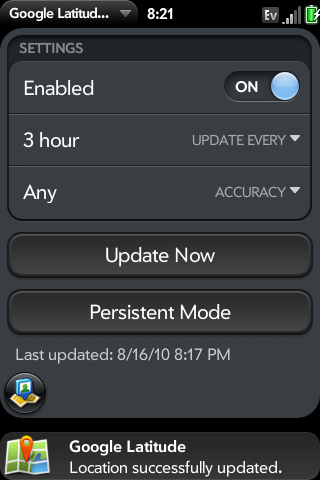 Google Latitud...
8:21
Ev
SETTINGS
Enabled
ON
3 hour
UPDATE EVERY
Any
ACCURACY
Update Now
Persistent Mode
Last updated: 8/16/10 8:17 PM
Google Latitude
Location successfully updated.